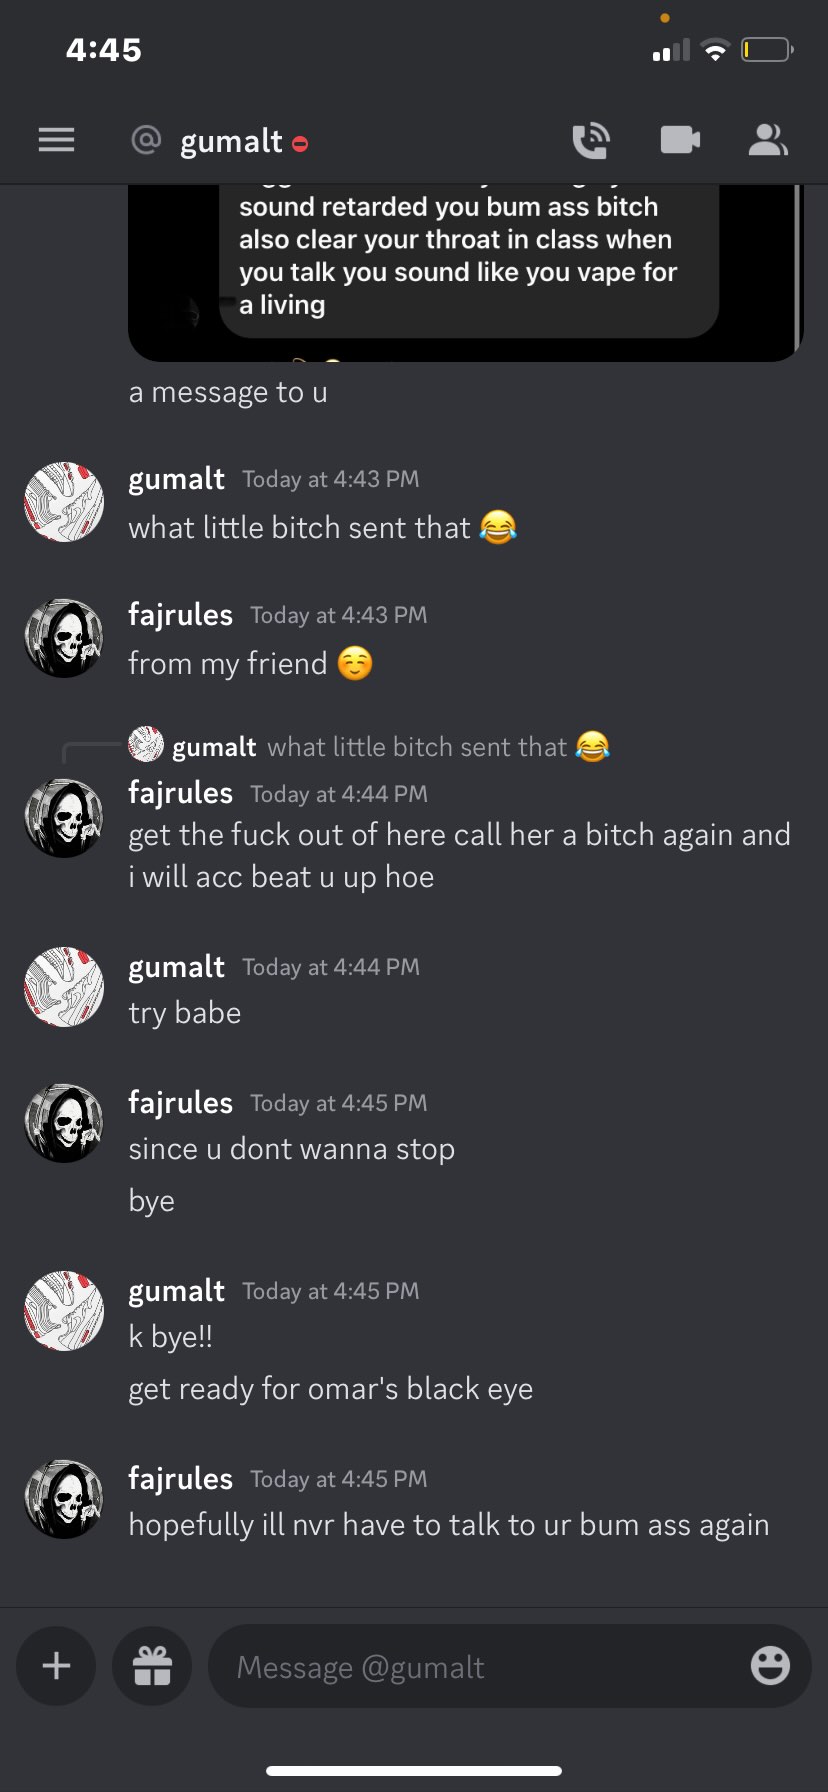 4:45
@ gumalt
sound retarded you bum ass bitch
also clear your throat in class when
you talk you sound like you vape for
a living
a message to u
gumalt Today at 4:43 PM
what little bitch sent that 😂
fajrules Today at 4:43 PM
from my friend ☺️
gumalt what little bitch sent that 😂
fajrules Today at 4:44 PM
get the fuck out of here call her a bitch again and
i will acc beat u up hoe
gumalt Today at 4:44 PM
try babe
fajrules Today at 4:45 PM
since u dont wanna stop
bye
gumalt Today at 4:45 PM
k bye!!
get ready for omar's black eye
fajrules Today at 4:45 PM
hopefully ill nvr have to talk to ur bum ass again
Message @gumalt